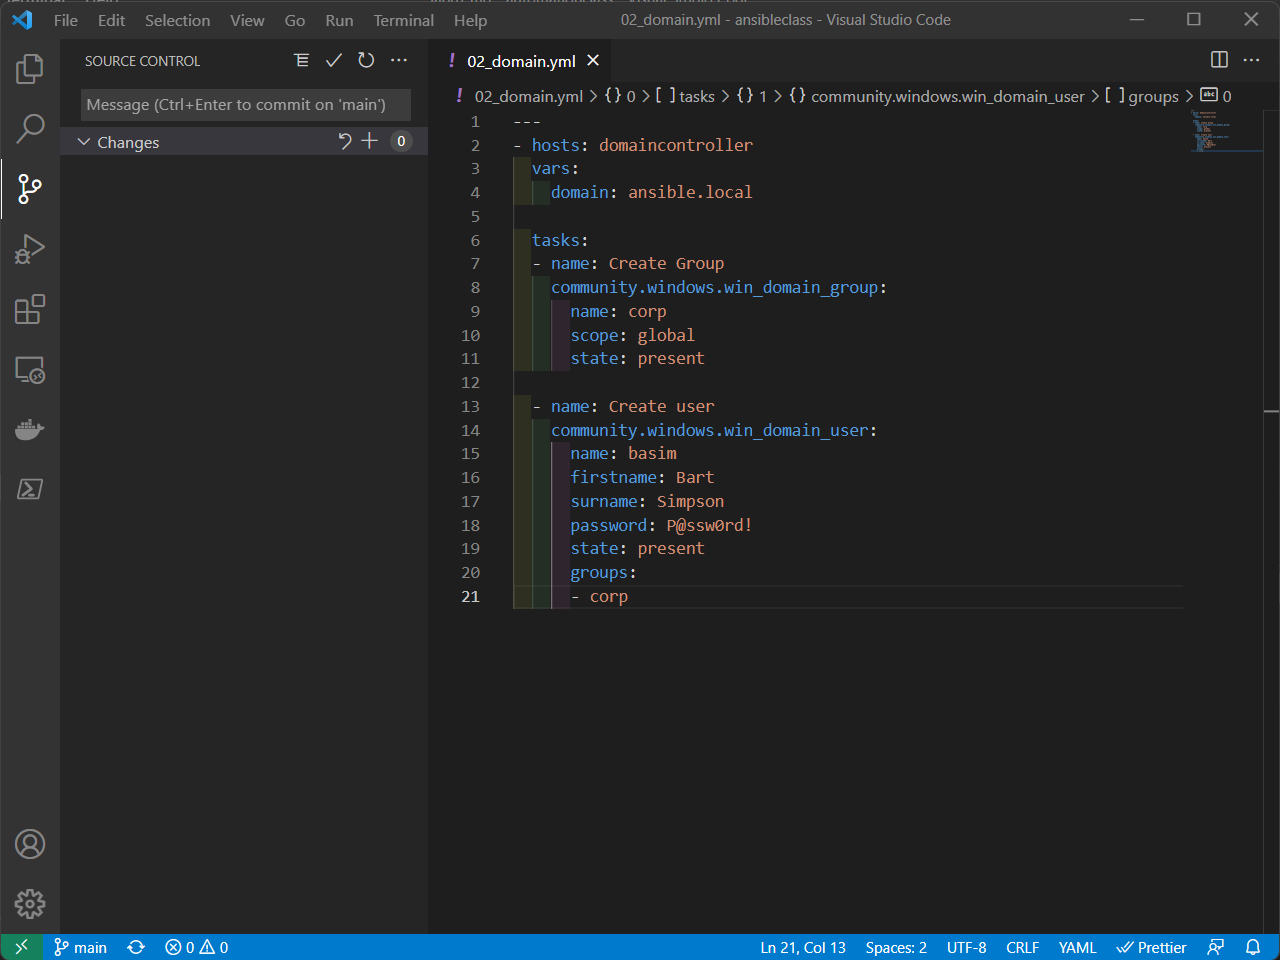 File Edit Selection View Go Run Terminal Help
02_domain.yml - ansibleclass - Visual Studio Code
SOURCE CONTROL
Message (Ctrl+Enter to commit on 'main')
Changes
0
02_domain.yml
02_domain.yml > {} 0 > [ ] tasks > {} 1 > {} community.windows.win_domain_user > [ ] groups > abc 0
1 ---
2 - hosts: domaincontroller
3 vars:
4 domain: ansible.local
5
6 tasks:
7 - name: Create Group
8 community.windows.win_domain_group:
9 name: corp
10 scope: global
11 state: present
12
13 - name: Create user
14 community.windows.win_domain_user:
15 name: basim
16 firstname: Bart
17 surname: Simpson
18 password: P@ssw0rd!
19 state: present
20 groups:
21 - corp
main 0 0 Ln 21, Col 13 Spaces: 2 UTF-8 CRLF YAML Prettier